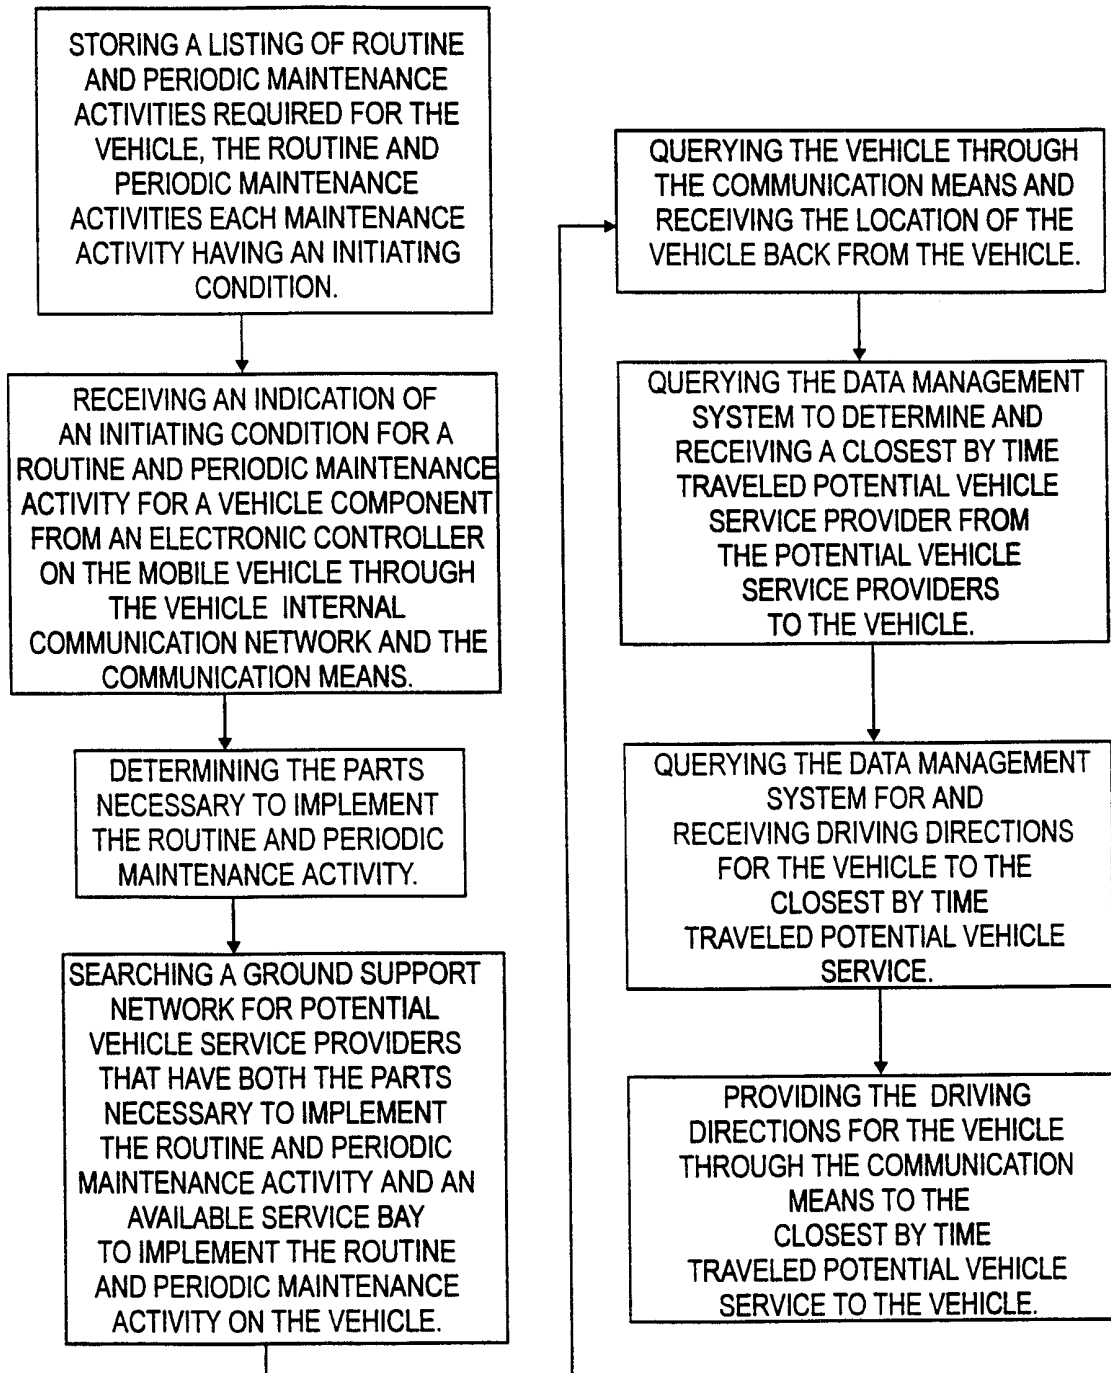 STORING A LISTING OF ROUTINE
AND PERIODIC MAINTENANCE
ACTIVITIES REQUIRED FOR THE
VEHICLE, THE ROUTINE AND
PERIODIC MAINTENANCE
ACTIVITIES EACH MAINTENANCE
ACTIVITY HAVING AN INITIATING
CONDITION.
RECEIVING AN INDICATION OF
AN INITIATING CONDITION FOR A
ROUTINE AND PERIODIC MAINTENANCE
ACTIVITY FOR A VEHICLE COMPONENT
FROM AN ELECTRONIC CONTROLLER
ON THE MOBILE VEHICLE THROUGH
THE VEHICLE INTERNAL
COMMUNICATION NETWORK AND THE
COMMUNICATION MEANS.
DETERMINING THE PARTS
NECESSARY TO IMPLEMENT
THE ROUTINE AND PERIODIC
MAINTENANCE ACTIVITY.
SEARCHING A GROUND SUPPORT
NETWORK FOR POTENTIAL
VEHICLE SERVICE PROVIDERS
THAT HAVE BOTH THE PARTS
NECESSARY TO IMPLEMENT
THE ROUTINE AND PERIODIC
MAINTENANCE ACTIVITY AND AN
AVAILABLE SERVICE BAY
TO IMPLEMENT THE ROUTINE
AND PERIODIC MAINTENANCE
ACTIVITY ON THE VEHICLE.
QUERYING THE VEHICLE THROUGH
THE COMMUNICATION MEANS AND
RECEIVING THE LOCATION OF THE
VEHICLE BACK FROM THE VEHICLE.
QUERYING THE DATA MANAGEMENT
SYSTEM TO DETERMINE AND
RECEIVING A CLOSEST BY TIME
TRAVELED POTENTIAL VEHICLE
SERVICE PROVIDER FROM
THE POTENTIAL VEHICLE
SERVICE PROVIDERS
TO THE VEHICLE.
QUERYING THE DATA MANAGEMENT
SYSTEM FOR AND
RECEIVING DRIVING DIRECTIONS
FOR THE VEHICLE TO THE
CLOSEST BY TIME
TRAVELED POTENTIAL VEHICLE
SERVICE.
PROVIDING THE DRIVING
DIRECTIONS FOR THE VEHICLE
THROUGH THE COMMUNICATION
MEANS TO THE
CLOSEST BY TIME
TRAVELED POTENTIAL VEHICLE
SERVICE TO THE VEHICLE.